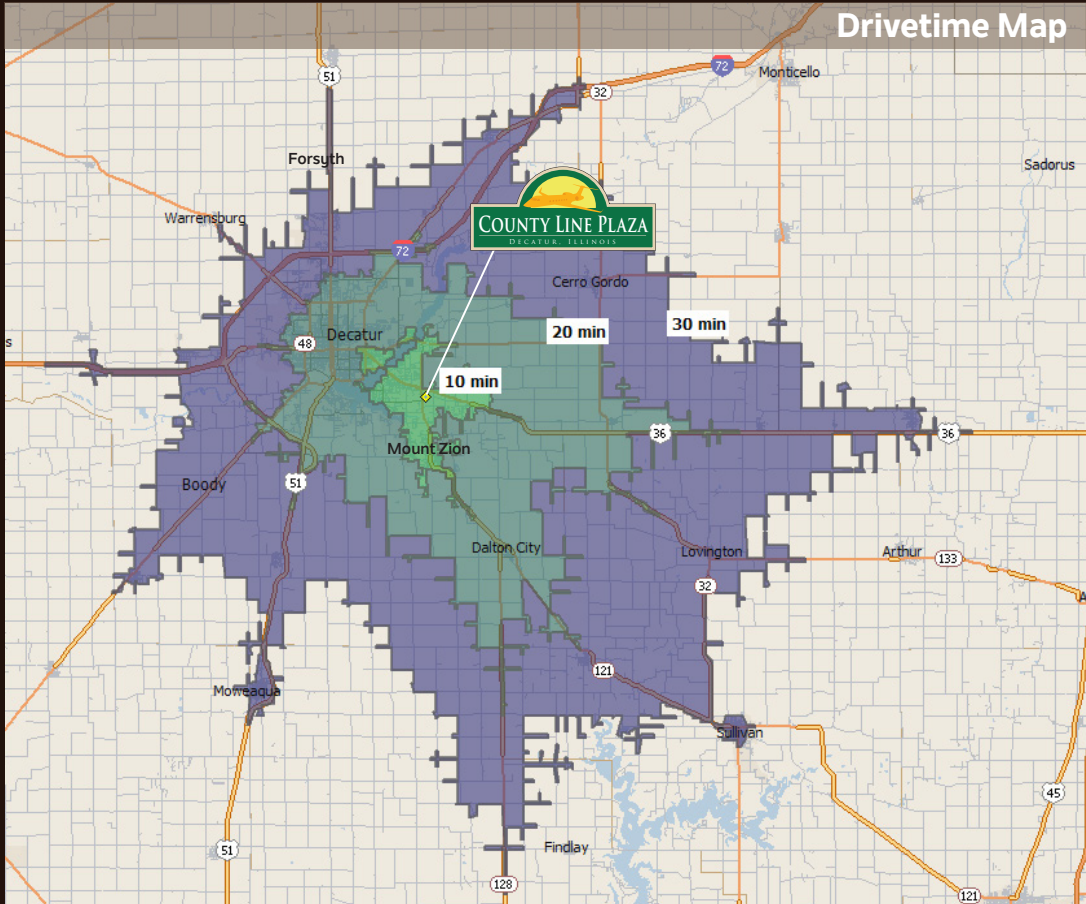 Drivetime Map
72
Monticello
51
32
Forsyth
Sadorus
Warrensburg
COUNTY LINE PLAZA
DECATUR, ILLINOIS
72
Cerro Gordo
30 min
20 min
Decatur
48
s
10 min
36
36
Mount Zion
Boody
51
Dalton City
Lovington
Arthur
133
32
A
121
Moweaqua
Sullivan
45
51
Findlay
128
121